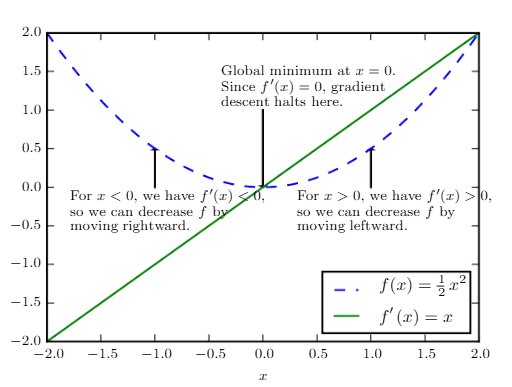 2.0
1.5
1.0
0.5
0.0
−0.5
−1.0
−1.5
−2.0
Global minimum at x = 0.
Since f′(x) = 0, gradient
descent halts here.
For x < 0, we have f′(x) < 0,
so we can decrease f by
moving rightward.
For x > 0, we have f′(x) > 0,
so we can decrease f by
moving leftward.
f(x) = ½ x²
f′(x) = x
−2.0 −1.5 −1.0 −0.5 0.0 0.5 1.0 1.5 2.0
x